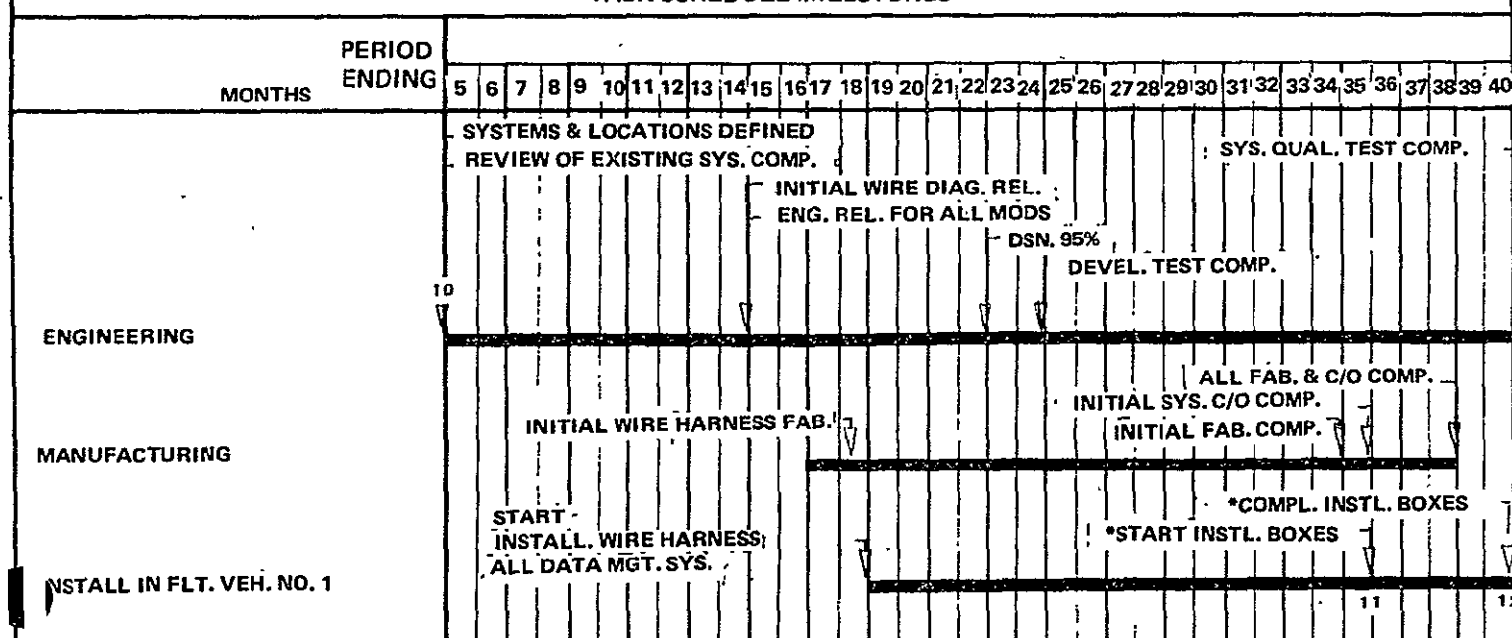 PERIOD
MONTHS ENDING 5 6 7 8 9 10 11 12 13 14 15 16 17 18 19 20 21 22 23 24 25 26 27 28 29 30 31 32 33 34 35 36 37 38 39 40
SYSTEMS & LOCATIONS DEFINED
REVIEW OF EXISTING SYS. COMP.
SYS. QUAL. TEST COMP.
INITIAL WIRE DIAG. REL.
ENG. REL. FOR ALL MODS
DSN. 95%
DEVEL. TEST COMP.
10
ENGINEERING
ALL FAB. & C/O COMP.
INITIAL SYS. C/O COMP.
INITIAL WIRE HARNESS FAB.
INITIAL FAB. COMP.
MANUFACTURING
*COMPL. INSTL. BOXES
START
*START INSTL. BOXES
INSTALL. WIRE HARNESS
ALL DATA MGT. SYS.
NSTALL IN FLT. VEH. NO. 1
11